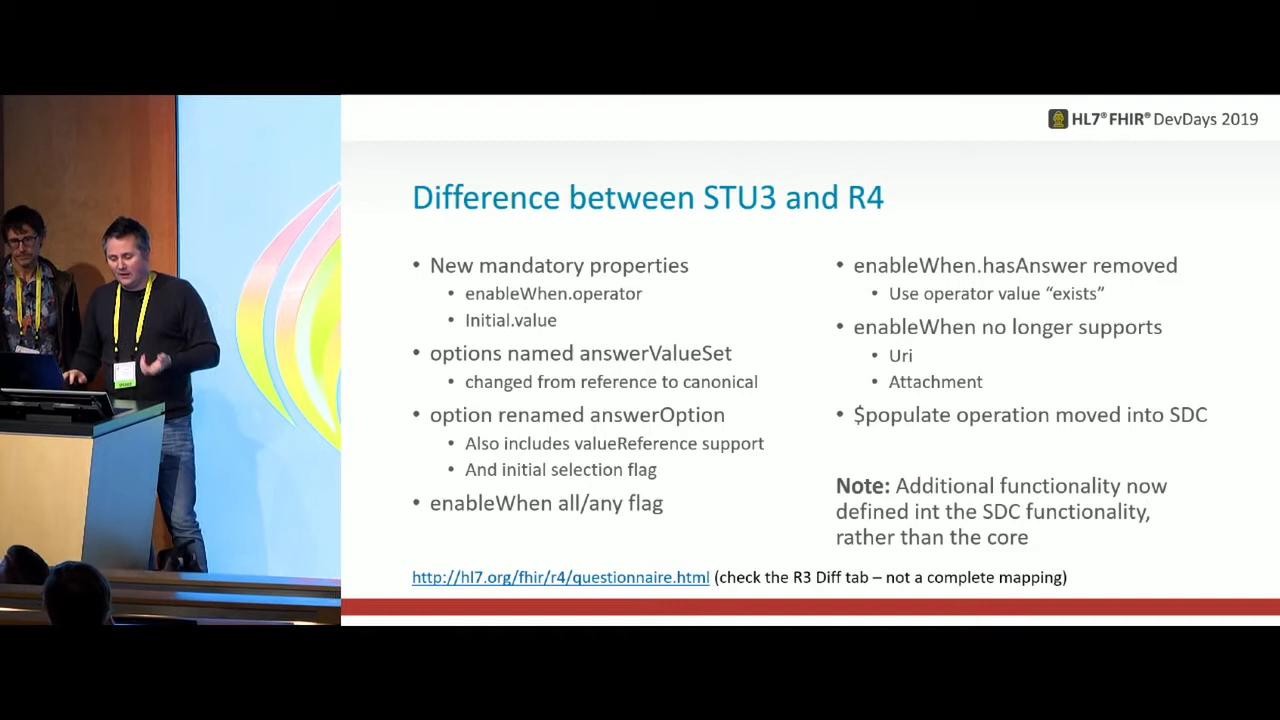 HL7® FHIR® DevDays 2019
Difference between STU3 and R4
• New mandatory properties
• enableWhen.operator
• Initial.value
• options named answerValueSet
• changed from reference to canonical
• option renamed answerOption
• Also includes valueReference support
• And initial selection flag
• enableWhen all/any flag
• enableWhen.hasAnswer removed
• Use operator value “exists”
• enableWhen no longer supports
• Uri
• Attachment
• $populate operation moved into SDC
Note: Additional functionality now
defined int the SDC functionality,
rather than the core
http://hl7.org/fhir/r4/questionnaire.html (check the R3 Diff tab – not a complete mapping)